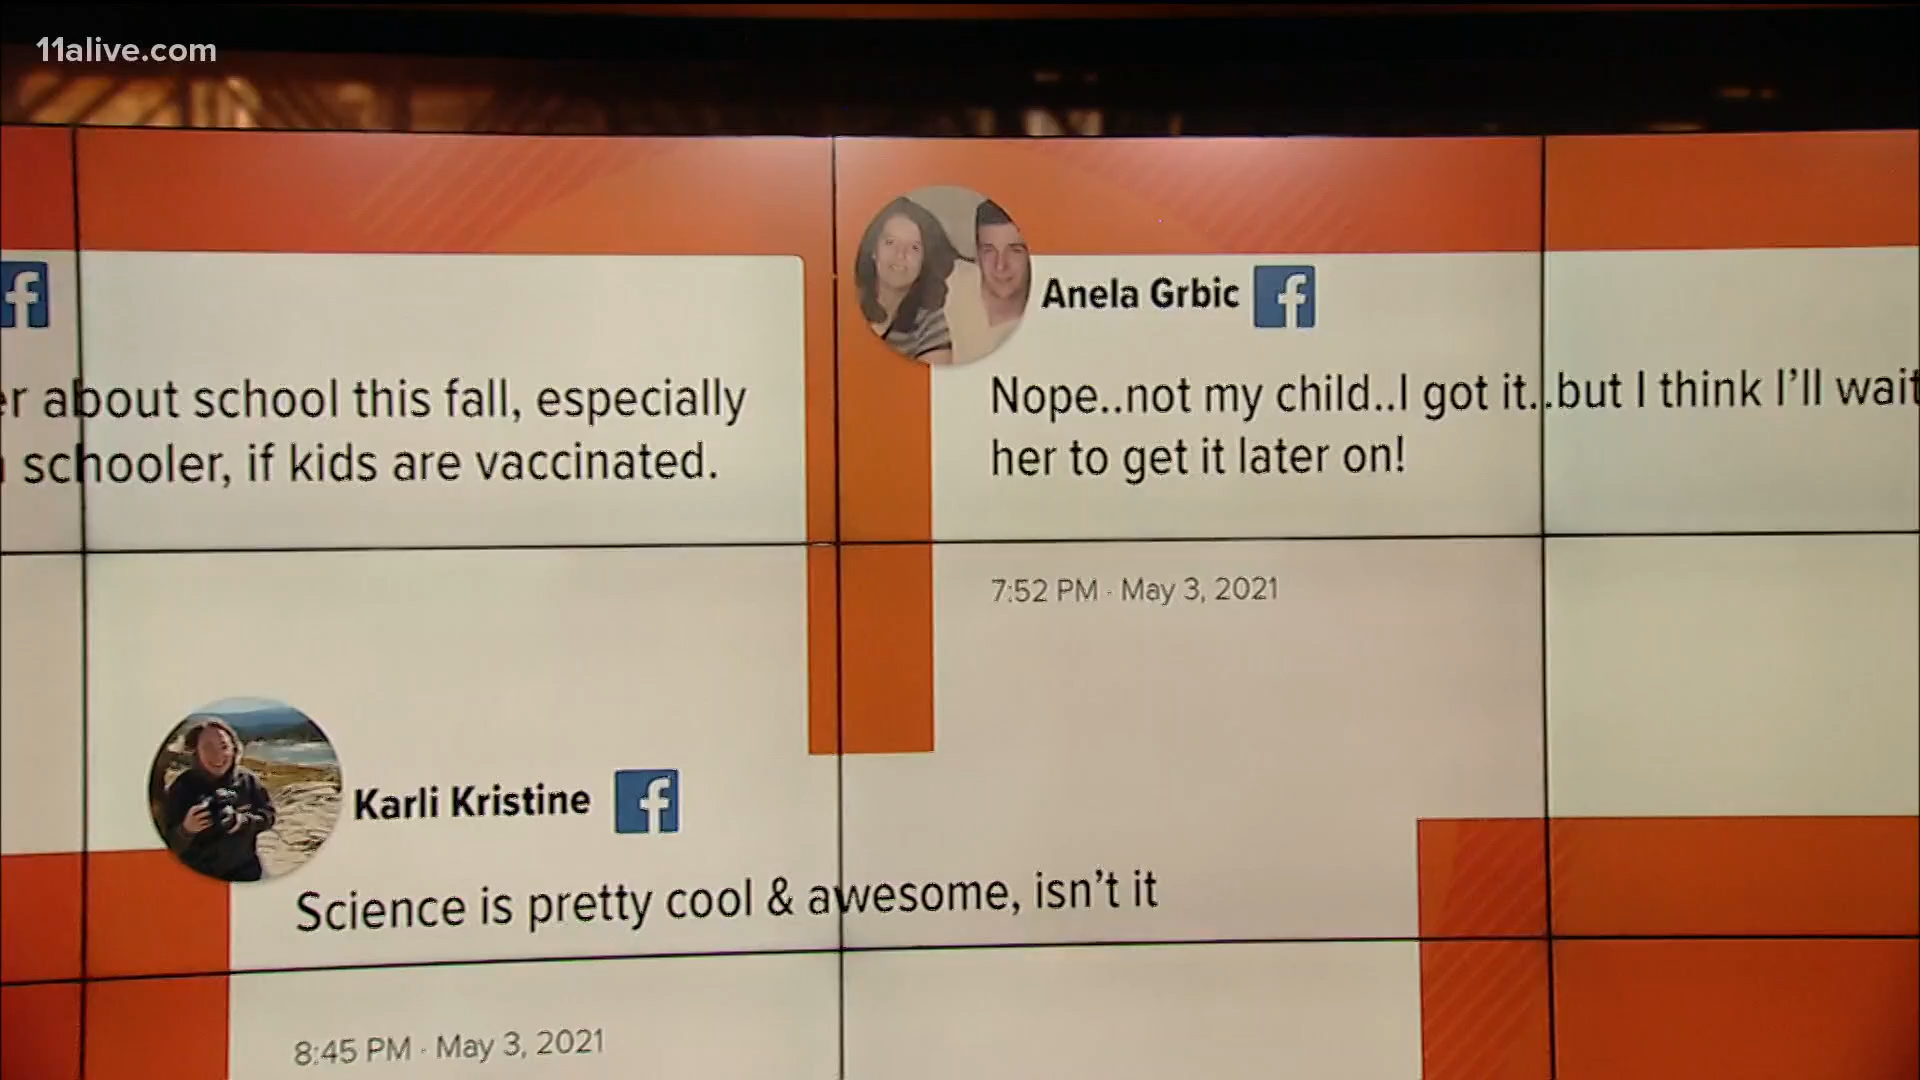 11alive.com
about school this fall, especially
schooler, if kids are vaccinated.
Anela Grbic
Nope..not my child..I got it..but I think I'll wait
her to get it later on!
7:52 PM · May 3, 2021
Karli Kristine
Science is pretty cool & awesome, isn't it
8:45 PM · May 3, 2021